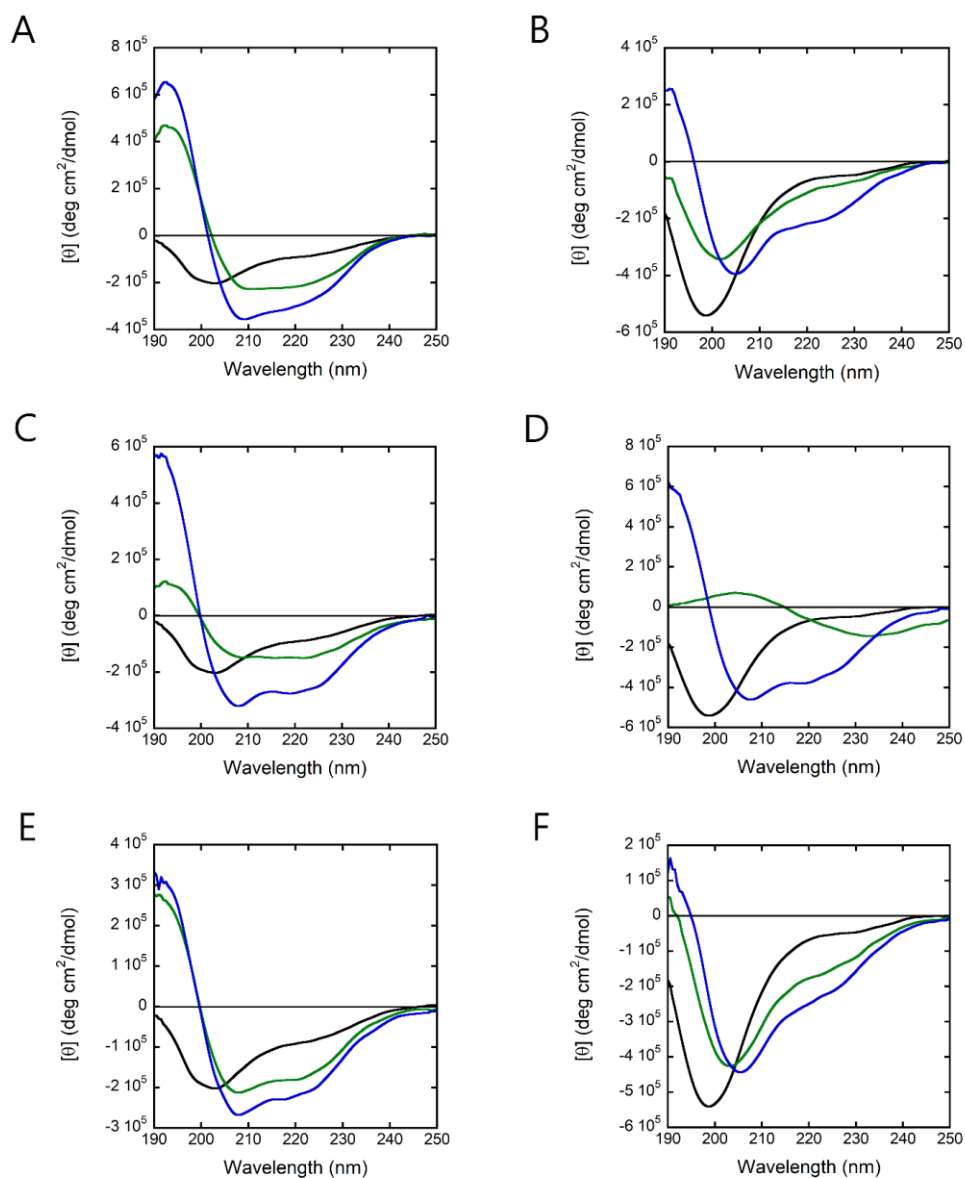 A
8 10⁵
6 10⁵
4 10⁵
2 10⁵
0
-2 10⁵
-4 10⁵
190 200 210 220 230 240 250
Wavelength (nm)
[θ] (deg cm²/dmol)
B
4 10⁵
2 10⁵
0
-2 10⁵
-4 10⁵
-6 10⁵
190 200 210 220 230 240 250
Wavelength (nm)
[θ] (deg cm²/dmol)
C
6 10⁵
4 10⁵
2 10⁵
0
-2 10⁵
-4 10⁵
190 200 210 220 230 240 250
Wavelength (nm)
[θ] (deg cm²/dmol)
D
8 10⁵
6 10⁵
4 10⁵
2 10⁵
0
-2 10⁵
-4 10⁵
-6 10⁵
190 200 210 220 230 240 250
Wavelength (nm)
[θ] (deg cm²/dmol)
E
4 10⁵
3 10⁵
2 10⁵
1 10⁵
0
-1 10⁵
-2 10⁵
-3 10⁵
190 200 210 220 230 240 250
Wavelength (nm)
[θ] (deg cm²/dmol)
F
2 10⁵
1 10⁵
0
-1 10⁵
-2 10⁵
-3 10⁵
-4 10⁵
-5 10⁵
-6 10⁵
190 200 210 220 230 240 250
Wavelength (nm)
[θ] (deg cm²/dmol)